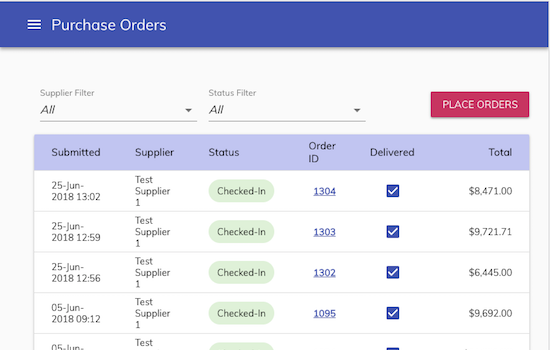 Purchase Orders
Supplier Filter Status Filter
All All PLACE ORDERS
Submitted Supplier Status Order ID Delivered Total
25-Jun-2018 13:02 Test Supplier 1 Checked-In 1304 $8,471.00
25-Jun-2018 12:59 Test Supplier 1 Checked-In 1303 $9,721.71
25-Jun-2018 12:56 Test Supplier 1 Checked-In 1302 $6,445.00
05-Jun-2018 09:12 Test Supplier 1 Checked-In 1095 $9,692.00
05-Jun- Test